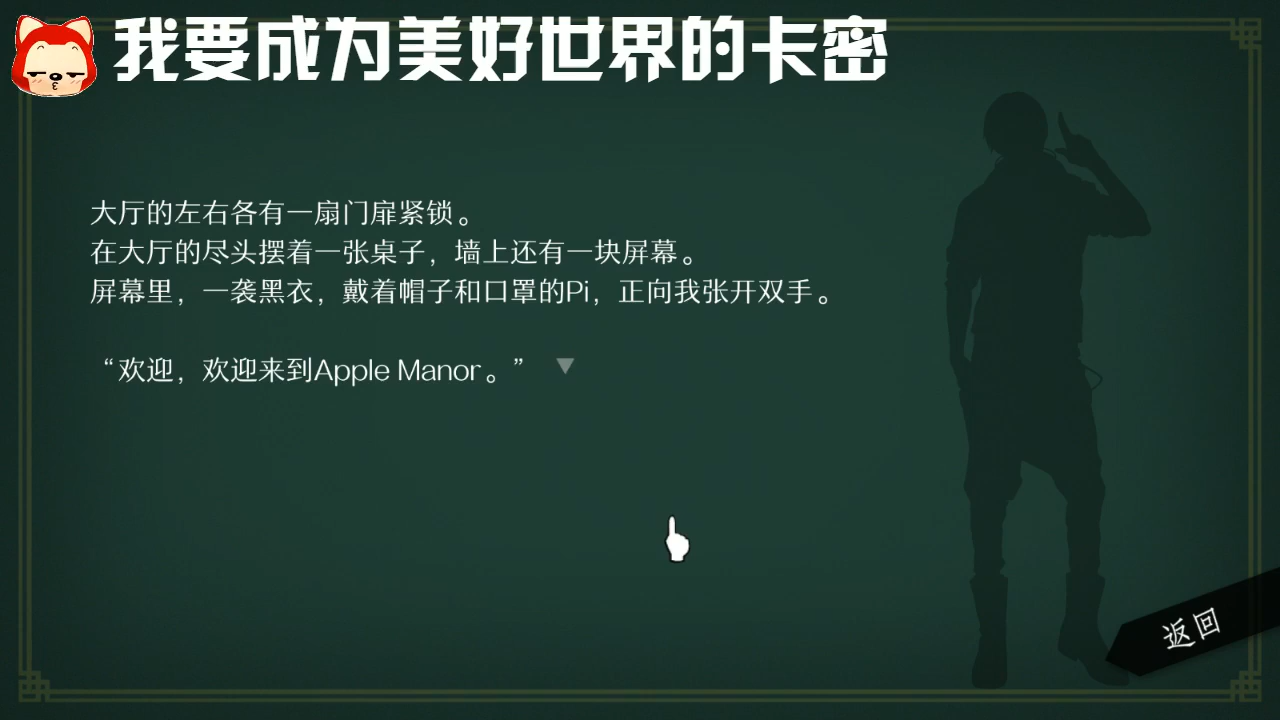 我要成为美好世界的卡密
大厅的左右各有一扇门扉紧锁。
在大厅的尽头摆着一张桌子，墙上还有一块屏幕。
屏幕里，一袭黑衣，戴着帽子和口罩的Pi，正向我张开双手。
“欢迎，欢迎来到Apple Manor。”
返回